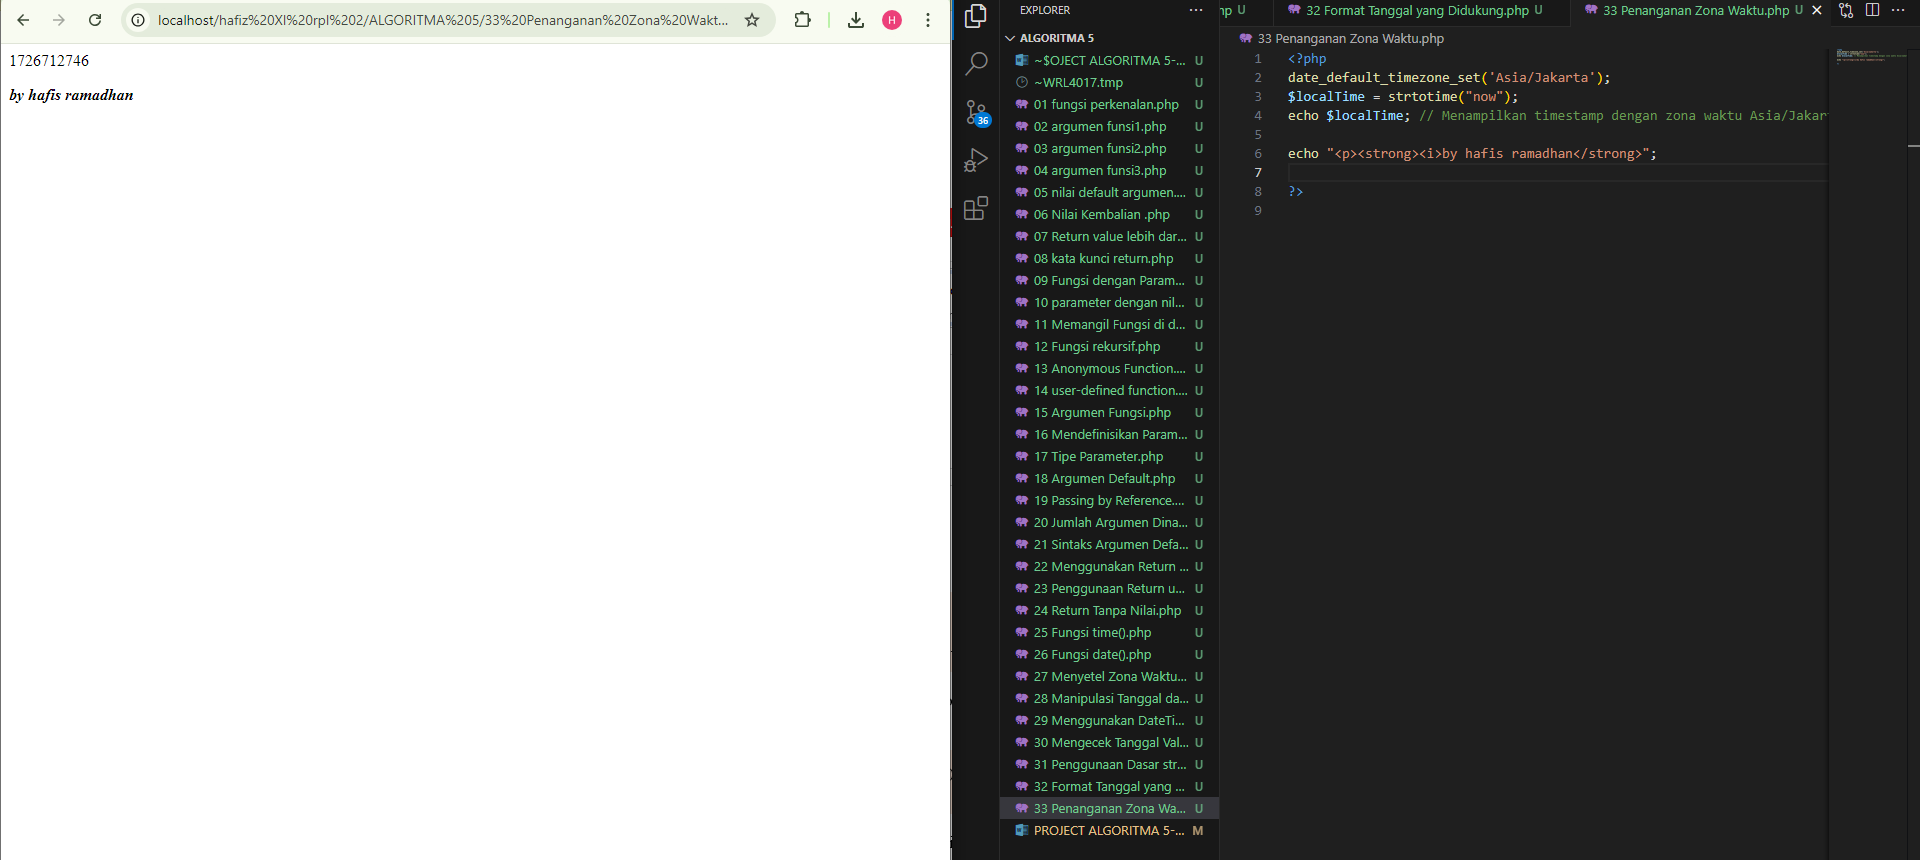 localhost/hafiz%20XI%20rpl%202/ALGORITMA%205/33%20Penanganan%20Zona%20Wakt...
H
1726712746
by hafis ramadhan
36
EXPLORER
ALGORITMA 5
~$OJECT ALGORITMA 5-... U
~WRL4017.tmp U
01 fungsi perkenalan.php U
02 argumen funsi1.php U
03 argumen funsi2.php U
04 argumen funsi3.php U
05 nilai default argumen.... U
06 Nilai Kembalian .php U
07 Return value lebih dar... U
08 kata kunci return.php U
09 Fungsi dengan Param... U
10 parameter dengan nil... U
11 Memangil Fungsi di d... U
12 Fungsi rekursif.php U
13 Anonymous Function.... U
14 user-defined function.... U
15 Argumen Fungsi.php U
16 Mendefinisikan Param... U
17 Tipe Parameter.php U
18 Argumen Default.php U
19 Passing by Reference.... U
20 Jumlah Argumen Dina... U
21 Sintaks Argumen Defa... U
22 Menggunakan Return ... U
23 Penggunaan Return u... U
24 Return Tanpa Nilai.php U
25 Fungsi time().php U
26 Fungsi date().php U
27 Menyetel Zona Waktu... U
28 Manipulasi Tanggal da... U
29 Menggunakan DateTi... U
30 Mengecek Tanggal Val... U
31 Penggunaan Dasar str... U
32 Format Tanggal yang ... U
33 Penanganan Zona Wa... U
PROJECT ALGORITMA 5-... M
np U
32 Format Tanggal yang Didukung.php U
33 Penanganan Zona Waktu.php U
33 Penanganan Zona Waktu.php
1 <?php
2 date_default_timezone_set('Asia/Jakarta');
3 $localTime = strtotime("now");
4 echo $localTime; // Menampilkan timestamp dengan zona waktu Asia/Jakar
5
6 echo "<p><strong><i>by hafis ramadhan</strong>";
7
8 ?>
9